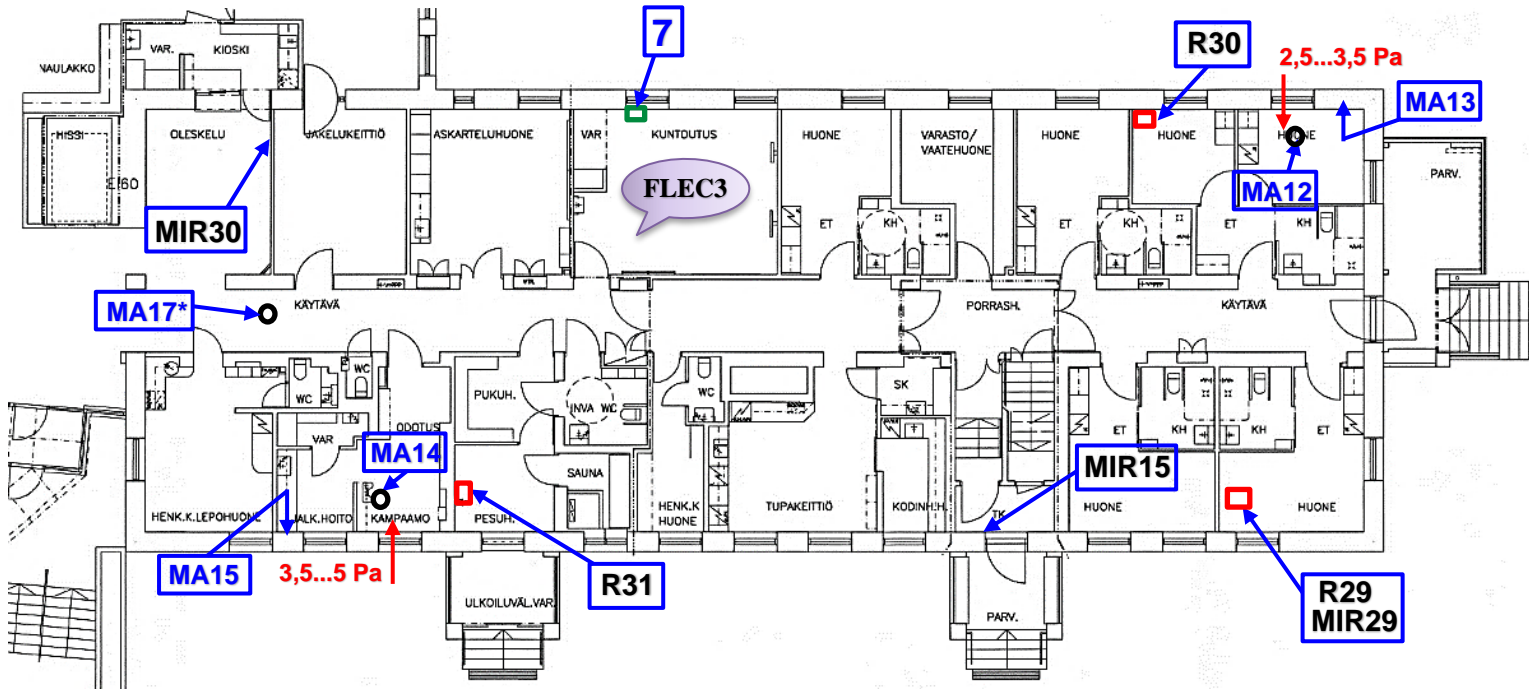 7
R30
2,5...3,5 Pa
MA13
VAR.
KIOSKI
NAULAKKO
HISSI
OLESKELU
JAKELUKEITTIÖ
ASKARTELUHUONE
VAR
KUNTOUTUS
HUONE
VARASTO/
VAATEHUONE
HUONE
HUONE
HUONE
PARV.
FLEC3
MA12
MIR30
ET
KH
ET
KH
ET
KH
MA17*
KÄYTÄVÄ
PORRASH.
KÄYTÄVÄ
WC
WC
VAR
ODOTUS
PUKUH.
INVA WC
WC
SK
ET
KH
KH
ET
MA14
SAUNA
MIR15
HENK.K.LEPOHUONE
JALK.HOITO
KAMPAAMO
PESUH.
HENK.K
HUONE
TUPAKEITTIÖ
KODINH.H.
TK
HUONE
HUONE
MA15
3,5...5 Pa
R31
ULKOILUVÄL.VAR.
PARV.
R29
MIR29